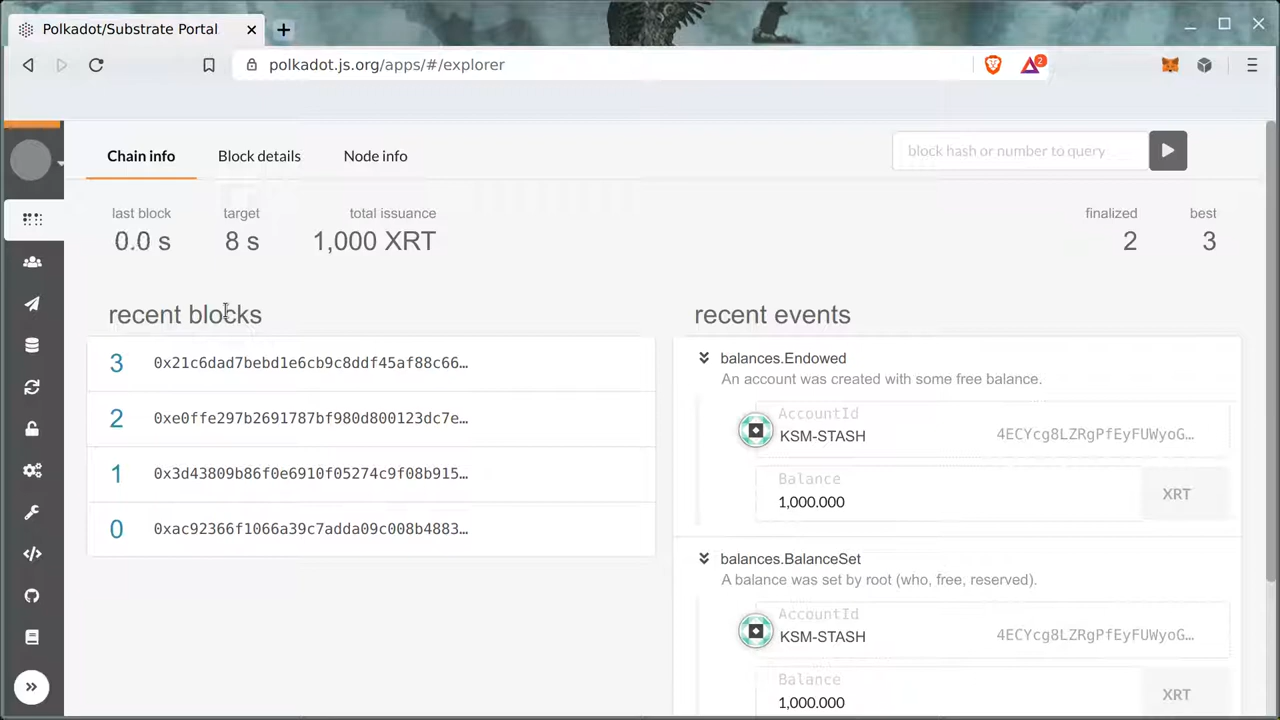 Polkadot/Substrate Portal
polkadot.js.org/apps/#/explorer
2
Chain info
Block details
Node info
block hash or number to query
last block
target
total issuance
finalized
best
0.0 s
8 s
1,000 XRT
2
3
recent blocks
3 0x21c6dad7bebd1e6cb9c8ddf45af88c66…
2 0xe0ffe297b2691787bf980d800123dc7e…
1 0x3d43809b86f0e6910f05274c9f08b915…
0 0xac92366f1066a39c7adda09c008b4883…
recent events
balances.Endowed
An account was created with some free balance.
AccountId
KSM-STASH 4ECYcg8LZRgPfEyFUWyoG…
Balance
1,000.000 XRT
balances.BalanceSet
A balance was set by root (who, free, reserved).
AccountId
KSM-STASH 4ECYcg8LZRgPfEyFUWyoG…
Balance
1,000.000 XRT